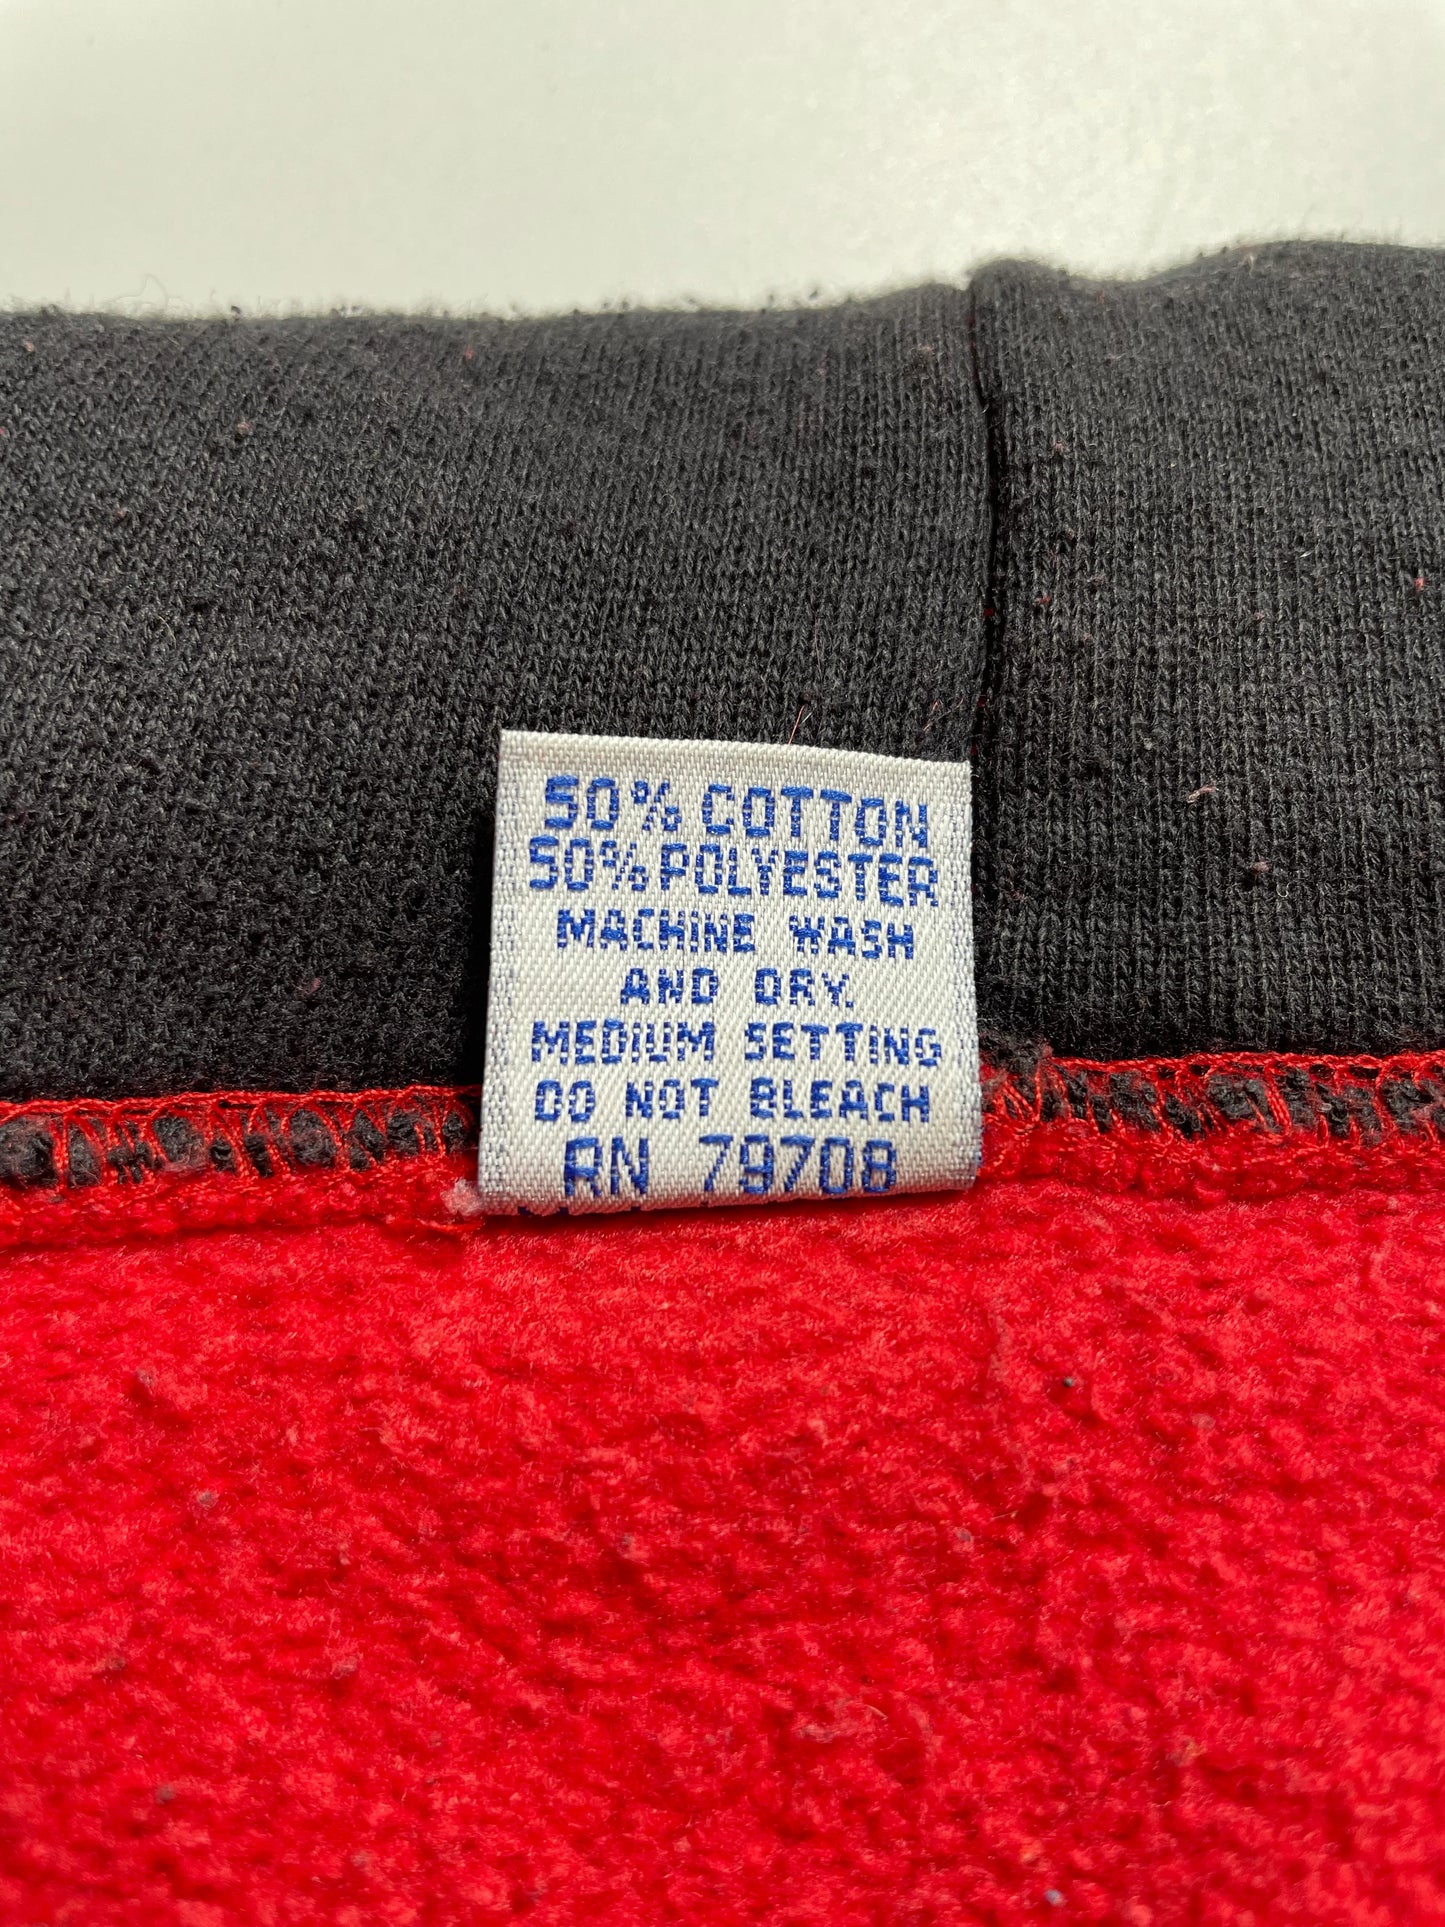 50% COTTON
50% POLYESTER
MACHINE WASH
AND DRY.
MEDIUM SETTING
DO NOT BLEACH
RN 79708